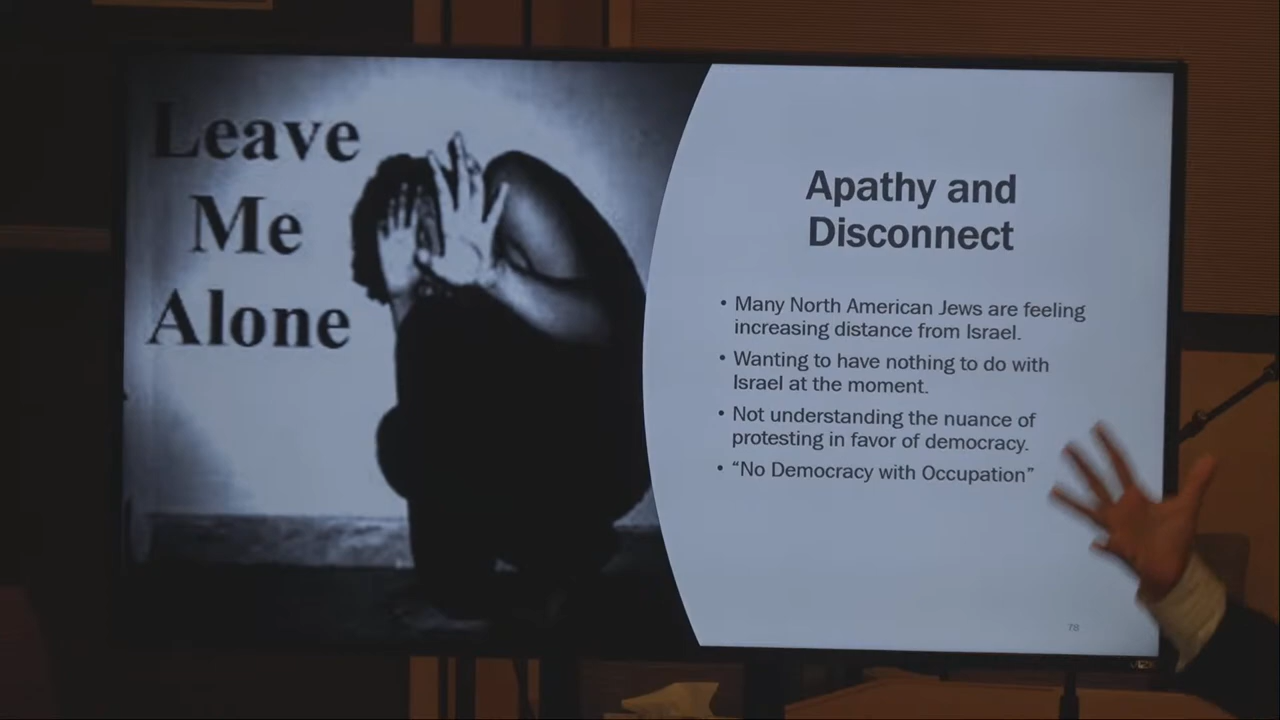 Leave
Me
Alone
Apathy and
Disconnect
• Many North American Jews are feeling
increasing distance from Israel.
• Wanting to have nothing to do with
Israel at the moment.
• Not understanding the nuance of
protesting in favor of democracy.
• “No Democracy with Occupation”
78